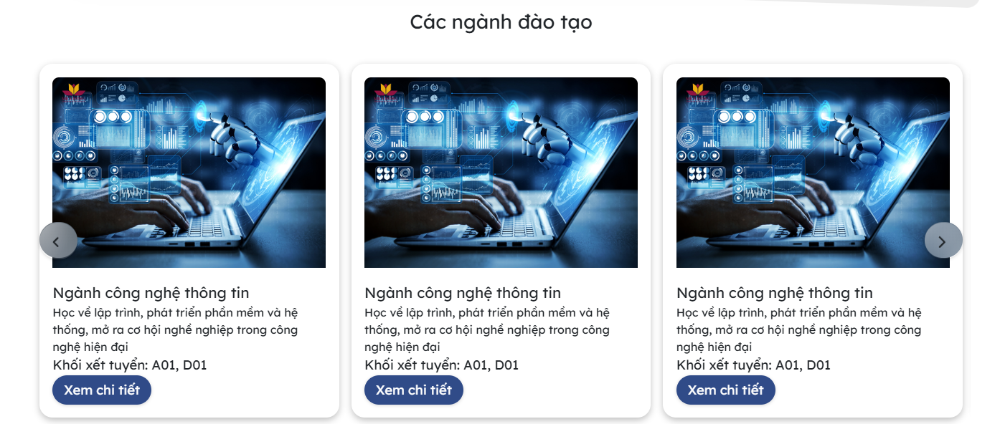 Các ngành đào tạo
Ngành công nghệ thông tin
Học về lập trình, phát triển phần mềm và hệ
thống, mở ra cơ hội nghề nghiệp trong công
nghệ hiện đại
Khối xét tuyển: A01, D01
Xem chi tiết
Ngành công nghệ thông tin
Học về lập trình, phát triển phần mềm và hệ
thống, mở ra cơ hội nghề nghiệp trong công
nghệ hiện đại
Khối xét tuyển: A01, D01
Xem chi tiết
Ngành công nghệ thông tin
Học về lập trình, phát triển phần mềm và hệ
thống, mở ra cơ hội nghề nghiệp trong công
nghệ hiện đại
Khối xét tuyển: A01, D01
Xem chi tiết